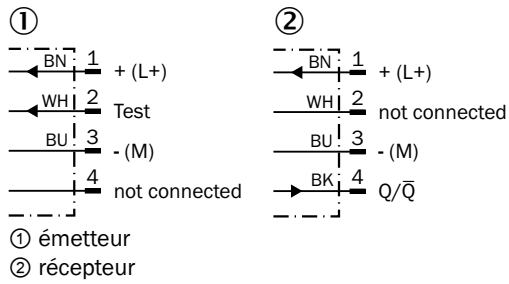 ① ②
BN 1 + (L+)
WH 2 Test
BU 3 - (M)
4 not connected
BN 1 + (L+)
WH 2 not connected
BU 3 - (M)
BK 4 Q/Q̅
① émetteur
② récepteur